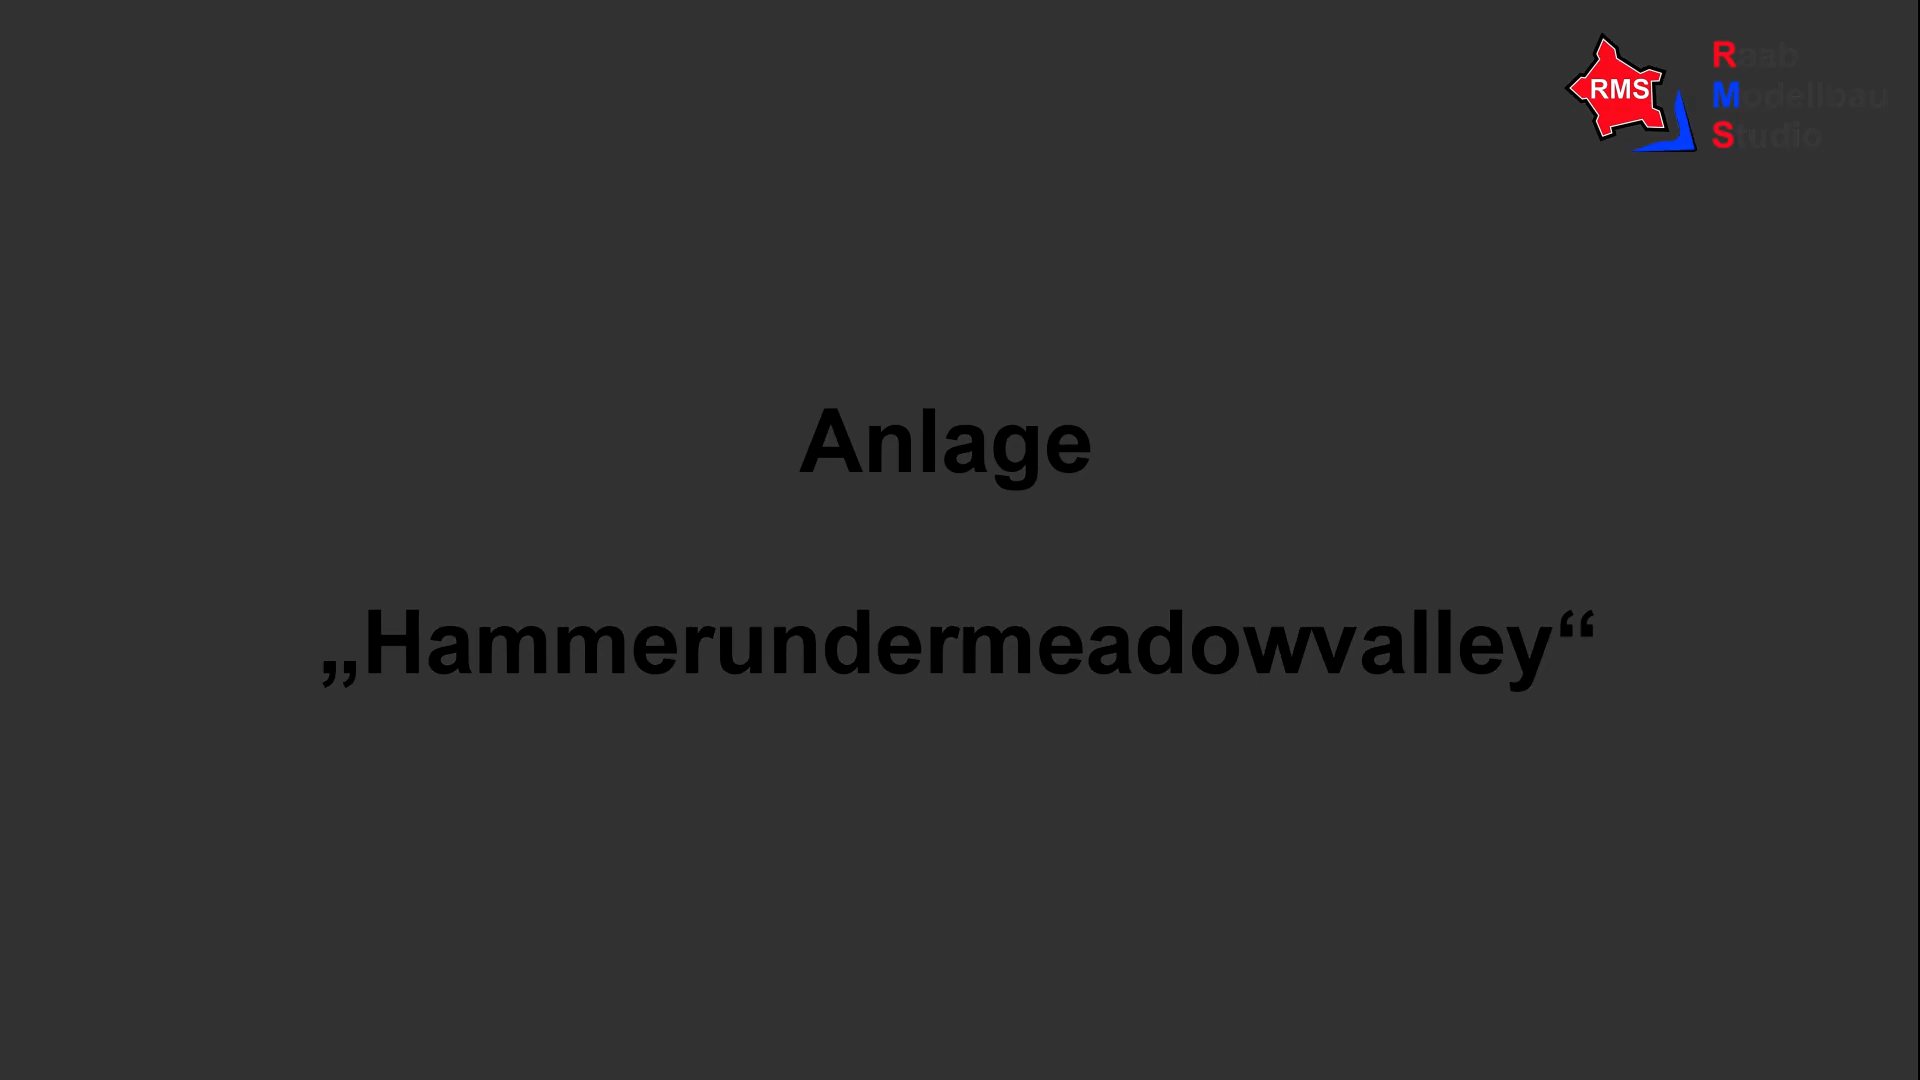 RMS
Raab
Modellbau
Studio
Anlage
„Hammerundermeadowvalley“